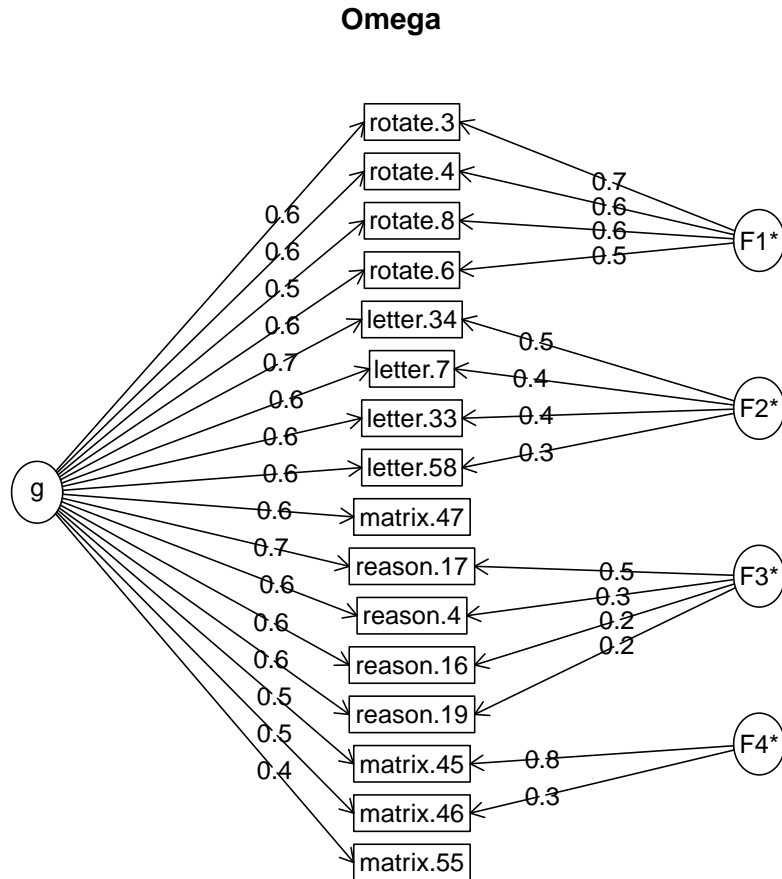 Omega
rotate.3
rotate.4
rotate.8
rotate.6
letter.34
letter.7
letter.33
letter.58
matrix.47
reason.17
reason.4
reason.16
reason.19
matrix.45
matrix.46
matrix.55
g
0.6
0.6
0.5
0.6
0.7
0.6
0.6
0.6
0.6
0.7
0.6
0.6
0.6
0.5
0.5
0.4
F1*
0.7
0.6
0.6
0.5
F2*
0.5
0.4
0.4
0.3
F3*
0.5
0.3
0.2
0.2
F4*
0.8
0.3